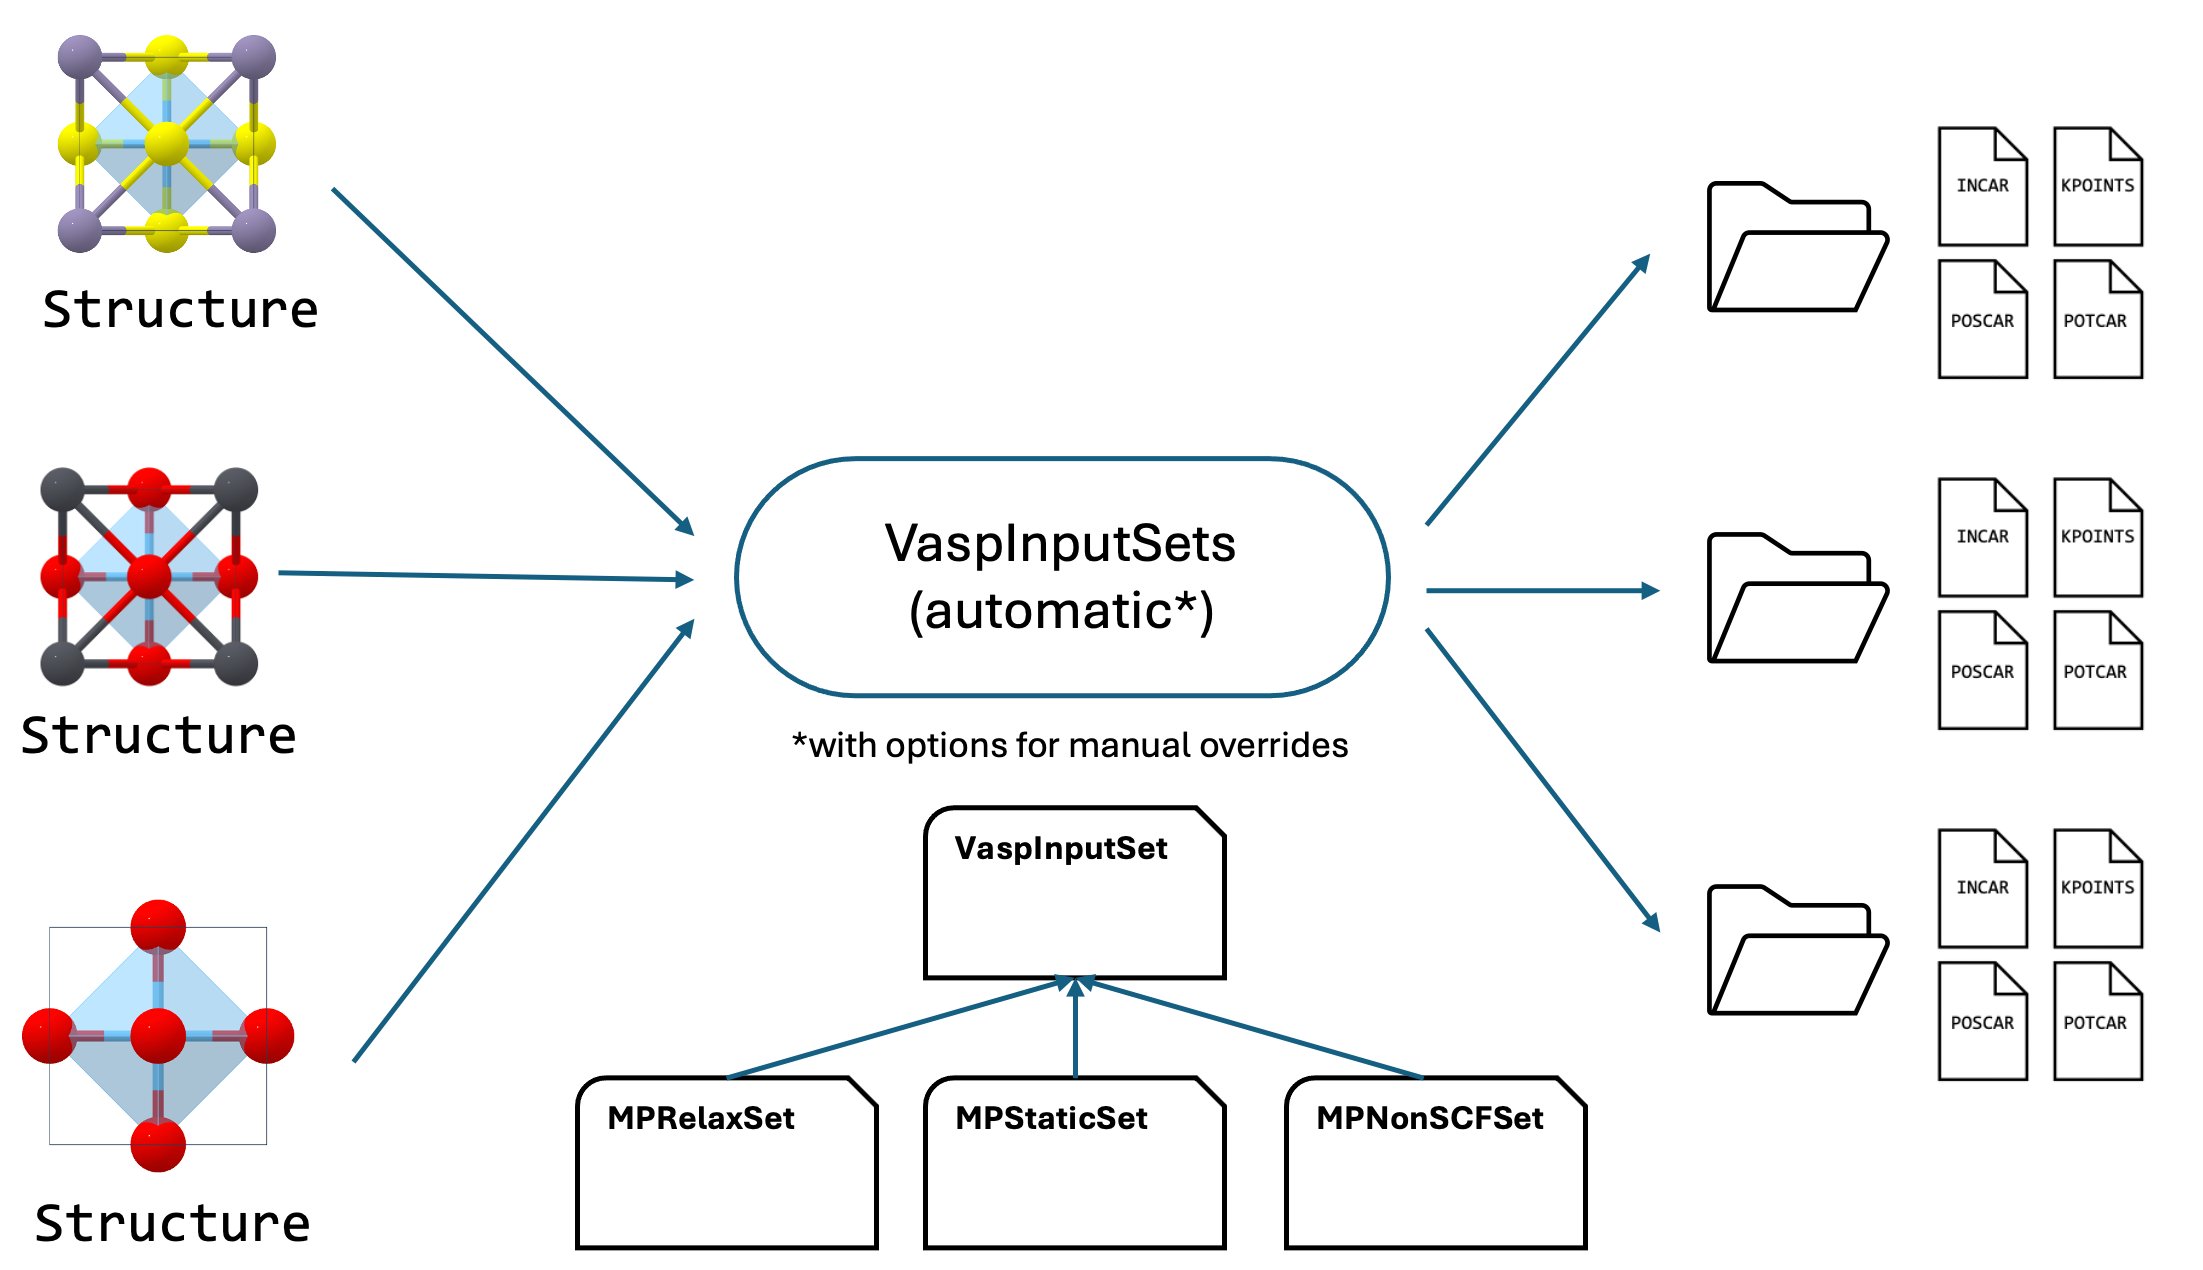 Structure
Structure
Structure
VaspInputSets
(automatic*)
*with options for manual overrides
VaspInputSet
MPRelaxSet
MPStaticSet
MPNonSCFSet
INCAR
KPOINTS
POSCAR
POTCAR
INCAR
KPOINTS
POSCAR
POTCAR
INCAR
KPOINTS
POSCAR
POTCAR